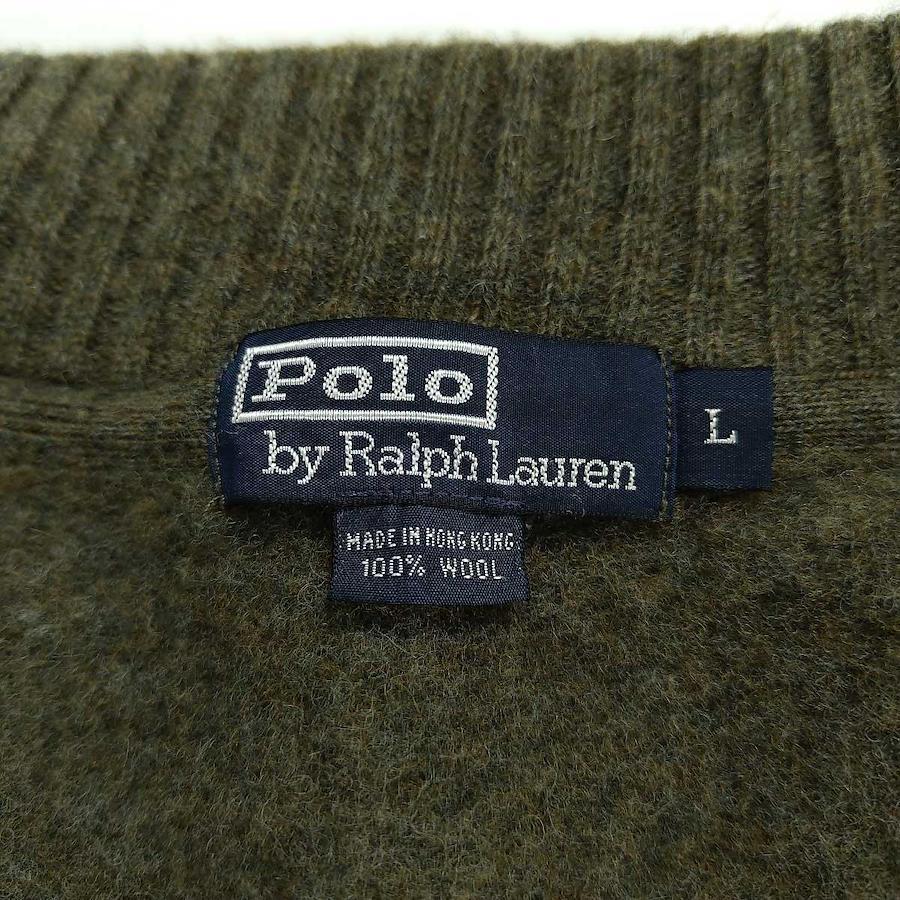 Polo
by Ralph Lauren
L
MADE IN HONG KONG
100% WOOL